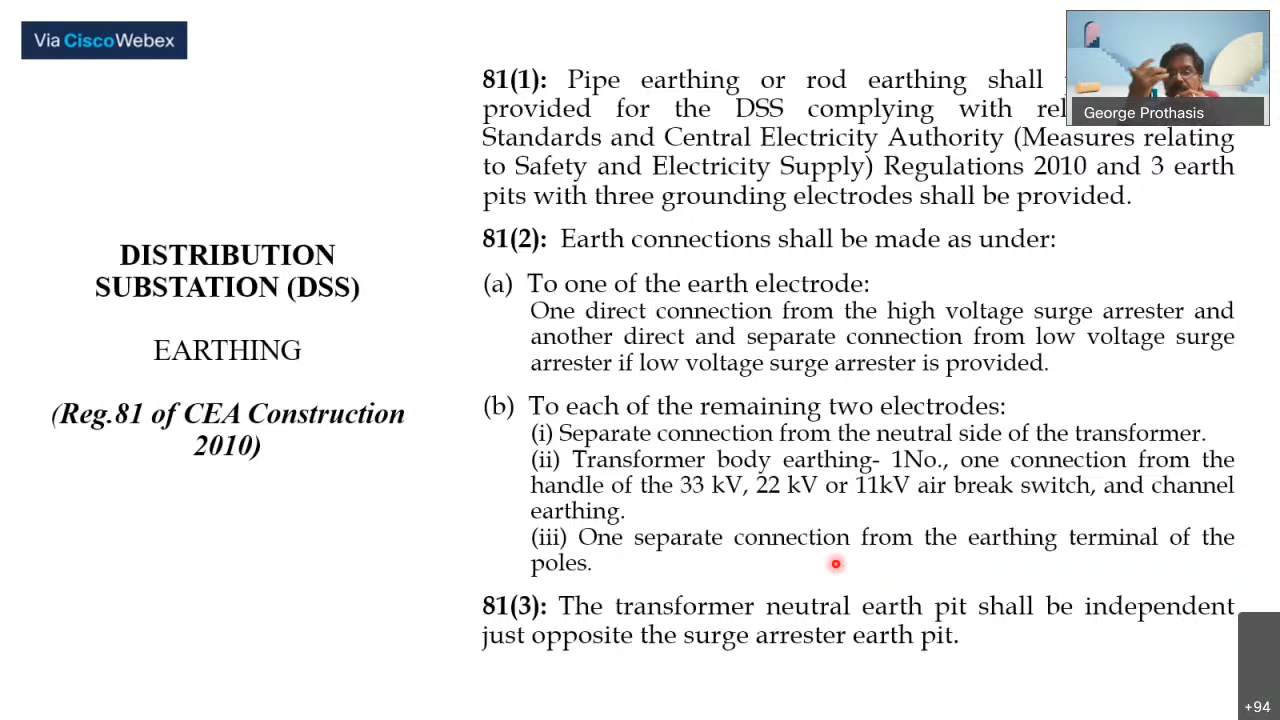 Via CiscoWebex
George Prothasis
DISTRIBUTION
SUBSTATION (DSS)
EARTHING
(Reg.81 of CEA Construction
2010)
81(1): Pipe earthing or rod earthing shall
provided for the DSS complying with
Standards and Central Electricity Authority (Measures relating
to Safety and Electricity Supply) Regulations 2010 and 3 earth
pits with three grounding electrodes shall be provided.
81(2): Earth connections shall be made as under:
(a) To one of the earth electrode:
One direct connection from the high voltage surge arrester and
another direct and separate connection from low voltage surge
arrester if low voltage surge arrester is provided.
(b) To each of the remaining two electrodes:
(i) Separate connection from the neutral side of the transformer.
(ii) Transformer body earthing- 1No., one connection from the
handle of the 33 kV, 22 kV or 11kV air break switch, and channel
earthing.
(iii) One separate connection from the earthing terminal of the
poles.
81(3): The transformer neutral earth pit shall be independent
just opposite the surge arrester earth pit.
+94